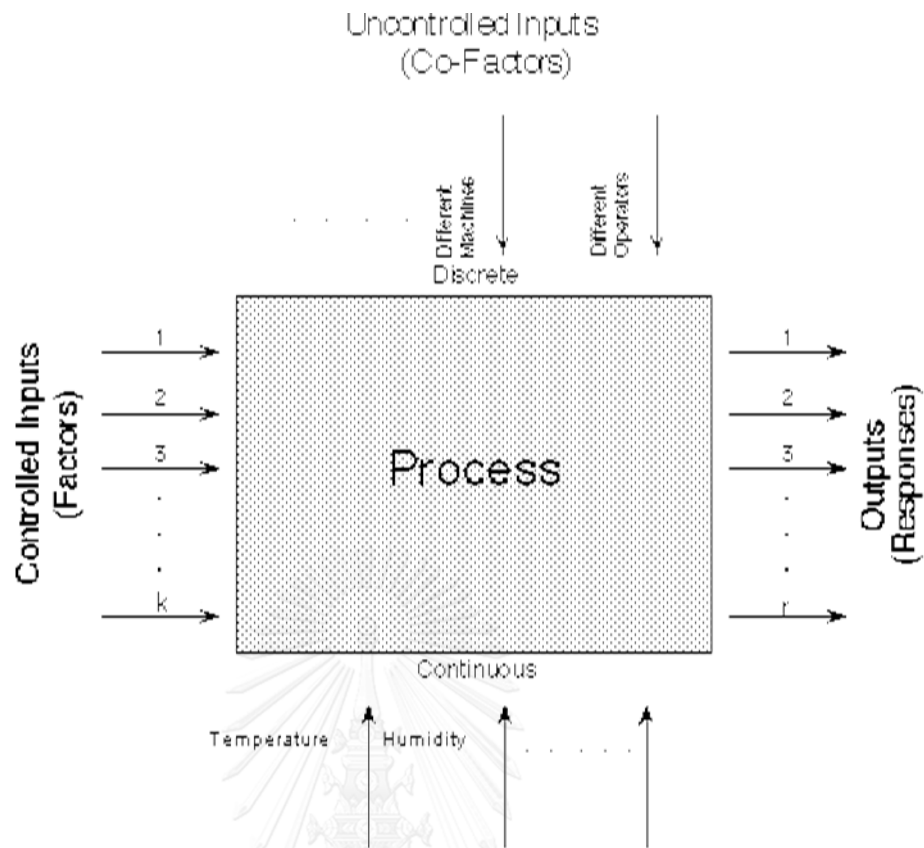 Uncontrolled Inputs
(Co-Factors)
Different
Machines
Different
Operators
Discrete
Controlled Inputs
(Factors)
1
2
3
k
Process
1
2
3
r
Outputs
(Responses)
Continuous
Temperature
Humidity